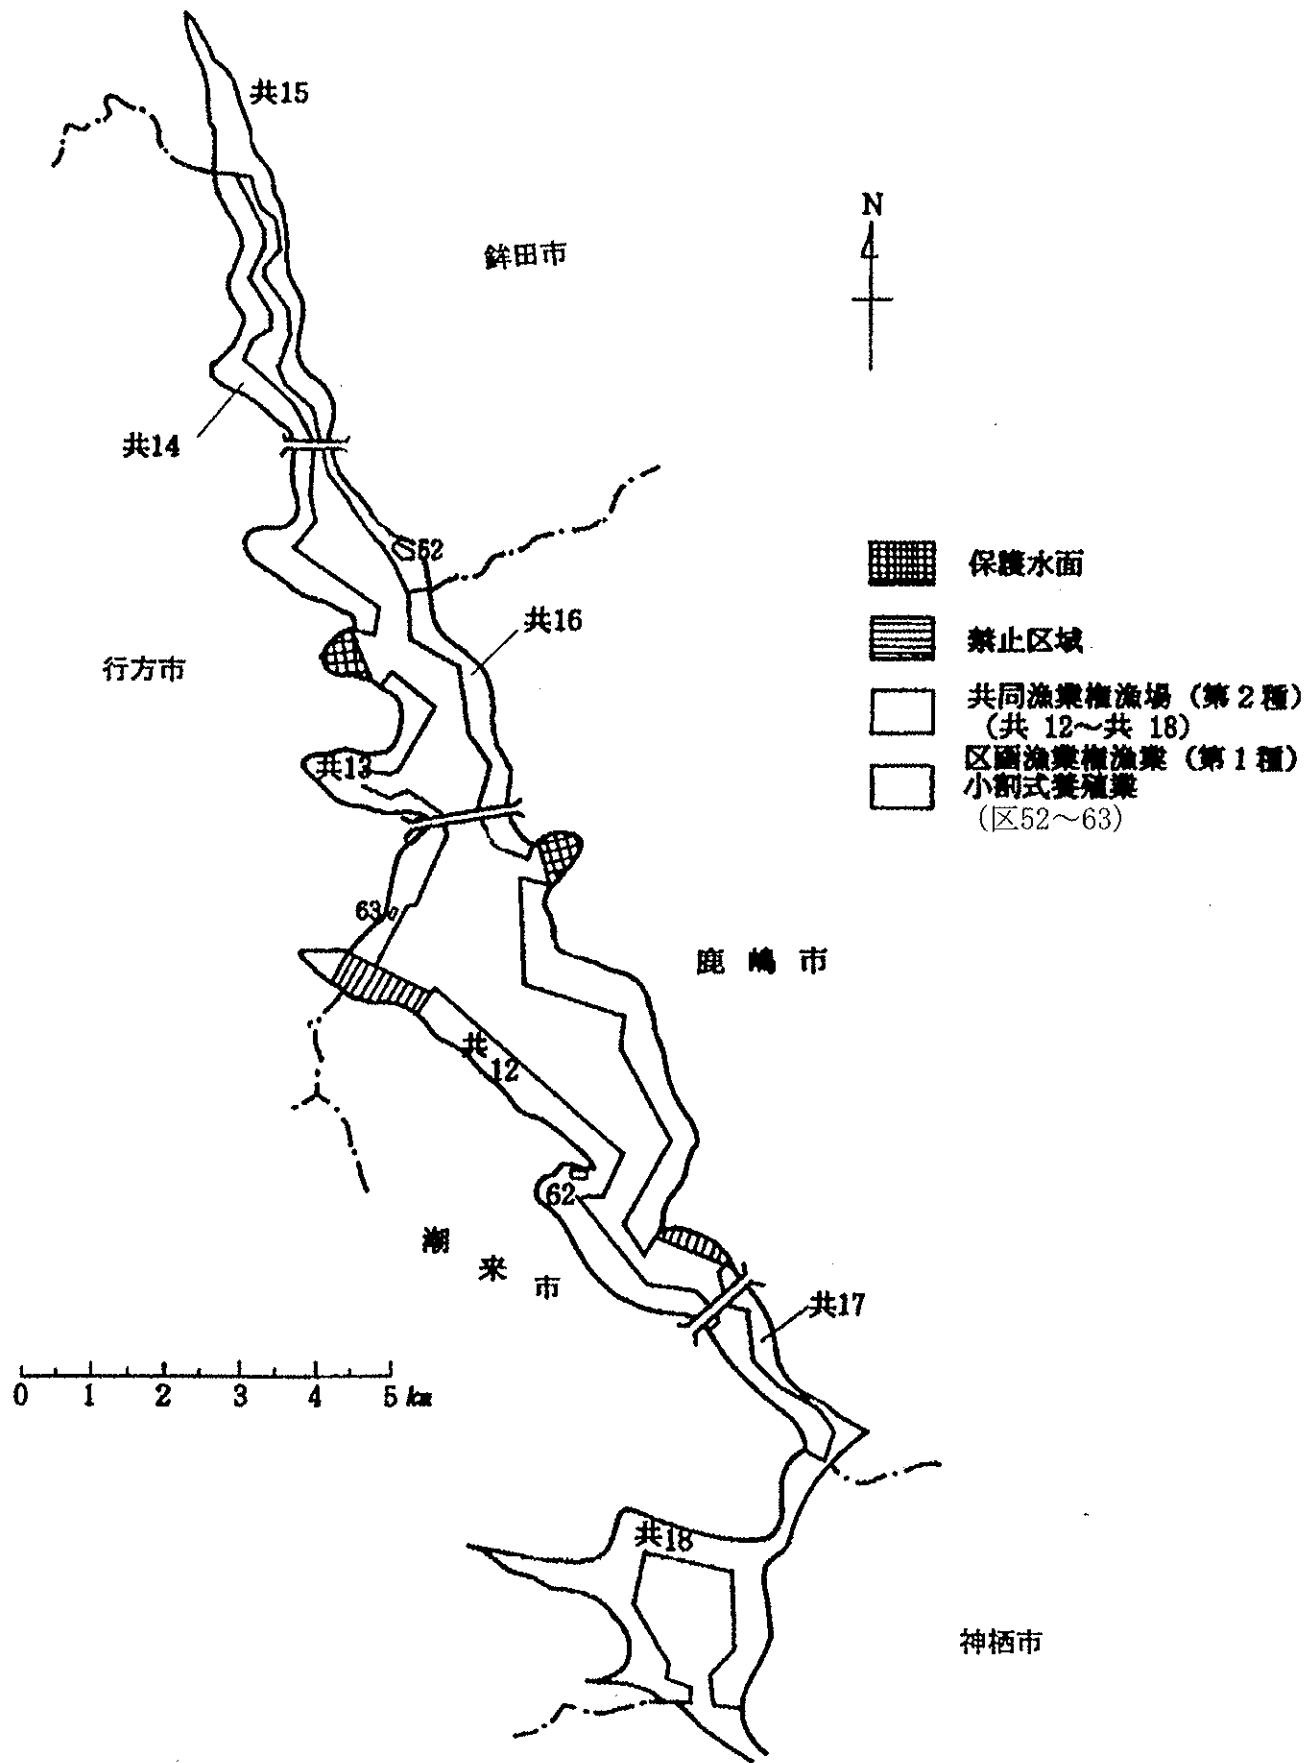 共15
N
鉾田市
共14
52
共16
行方市
共13
63
共
12
62
鹿嶋市
潮来市
共17
共18
神栖市
保護水面
禁止区域
共同漁業権漁場（第2種）
（共 12～共 18）
区画漁業権漁業（第1種）
小割式養殖業
（区52～63）
0 1 2 3 4 5 km